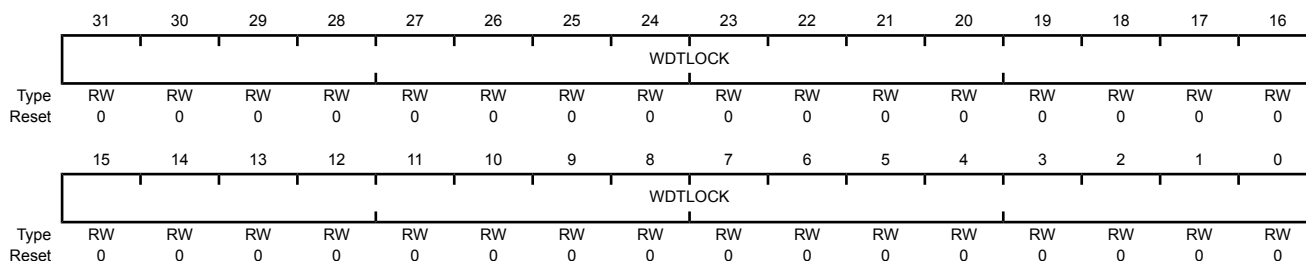 31 30 29 28 27 26 25 24 23 22 21 20 19 18 17 16
WDTLOCK
Type RW RW RW RW RW RW RW RW RW RW RW RW RW RW RW RW
Reset 0 0 0 0 0 0 0 0 0 0 0 0 0 0 0 0
15 14 13 12 11 10 9 8 7 6 5 4 3 2 1 0
WDTLOCK
Type RW RW RW RW RW RW RW RW RW RW RW RW RW RW RW RW
Reset 0 0 0 0 0 0 0 0 0 0 0 0 0 0 0 0